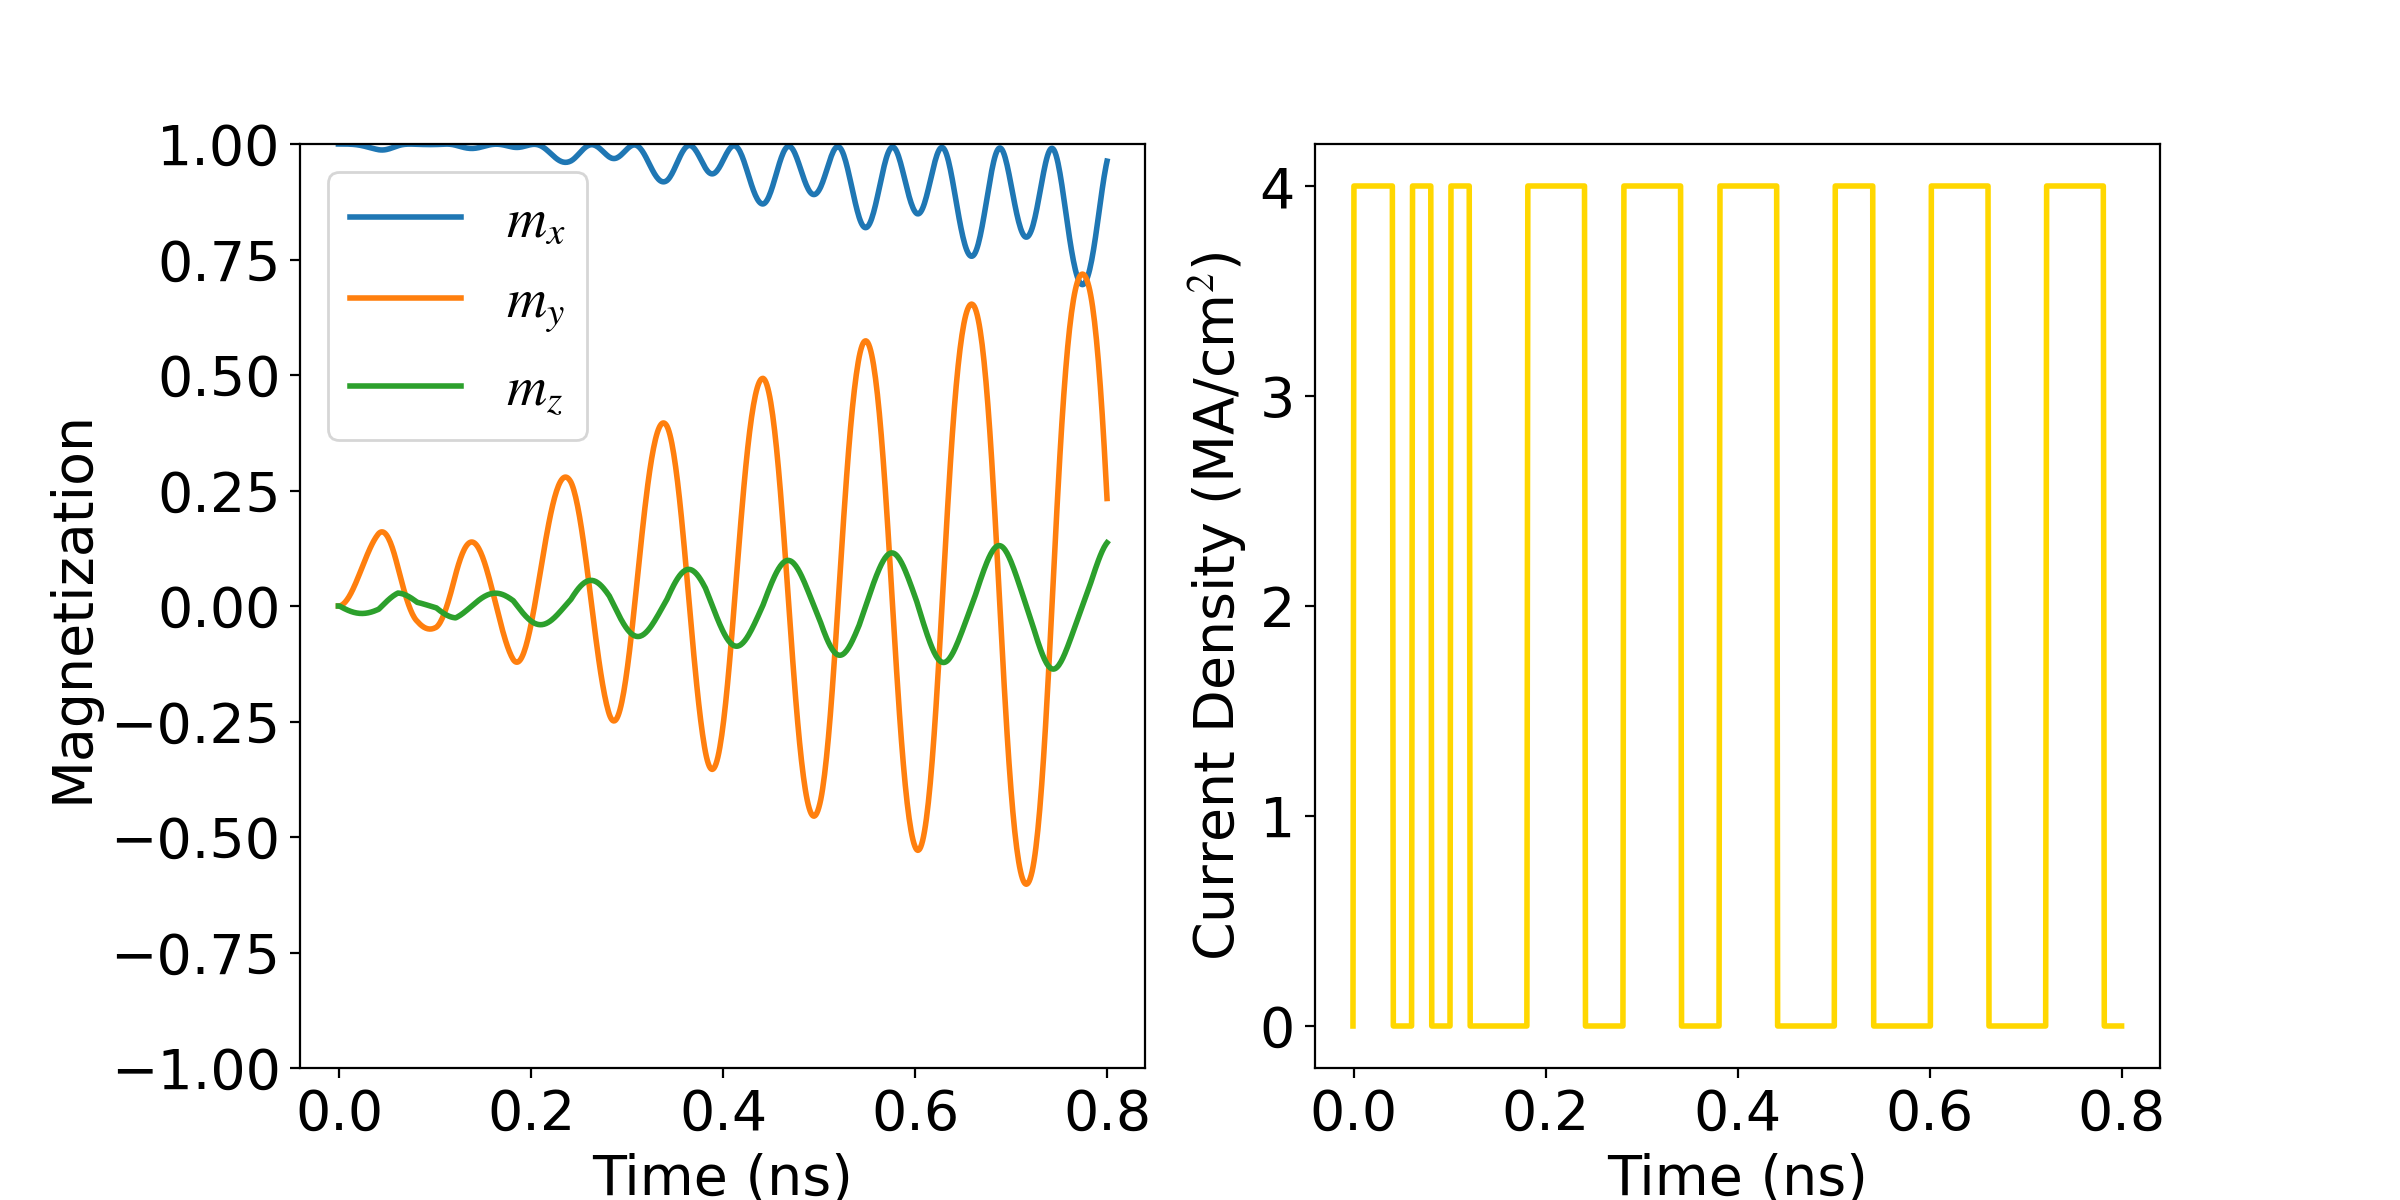 1.00
0.75
0.50
0.25
0.00
−0.25
−0.50
−0.75
−1.00
Magnetization
m_x
m_y
m_z
0.0 0.2 0.4 0.6 0.8
Time (ns)
4
3
2
1
0
Current Density (MA/cm²)
0.0 0.2 0.4 0.6 0.8
Time (ns)